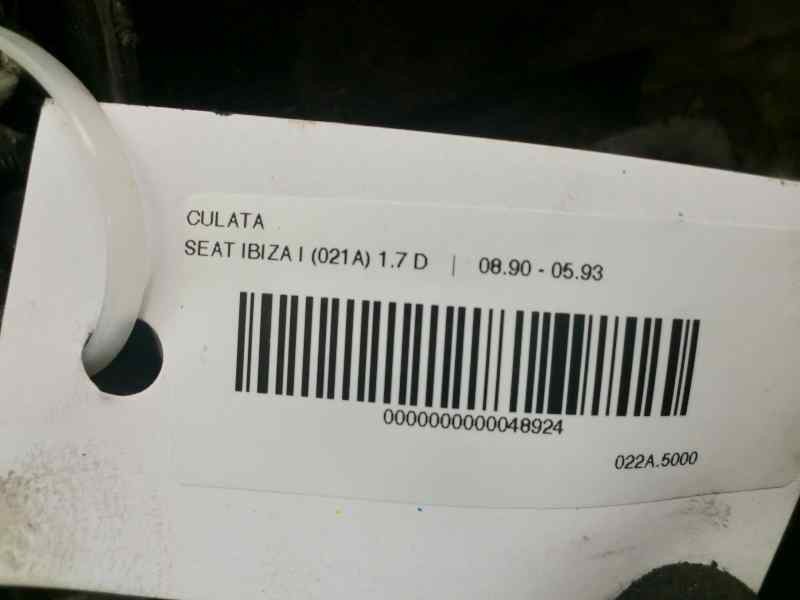 CULATA
SEAT IBIZA I (021A) 1.7 D | 08.90 - 05.93
0000000000048924
022A.5000